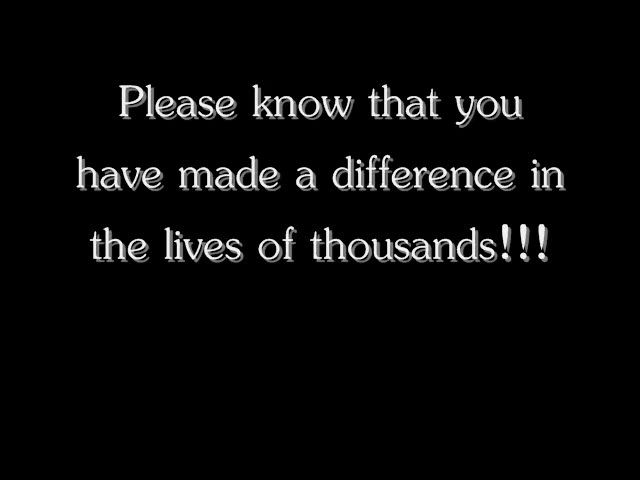 Please know that you
have made a difference in
the lives of thousands!!!